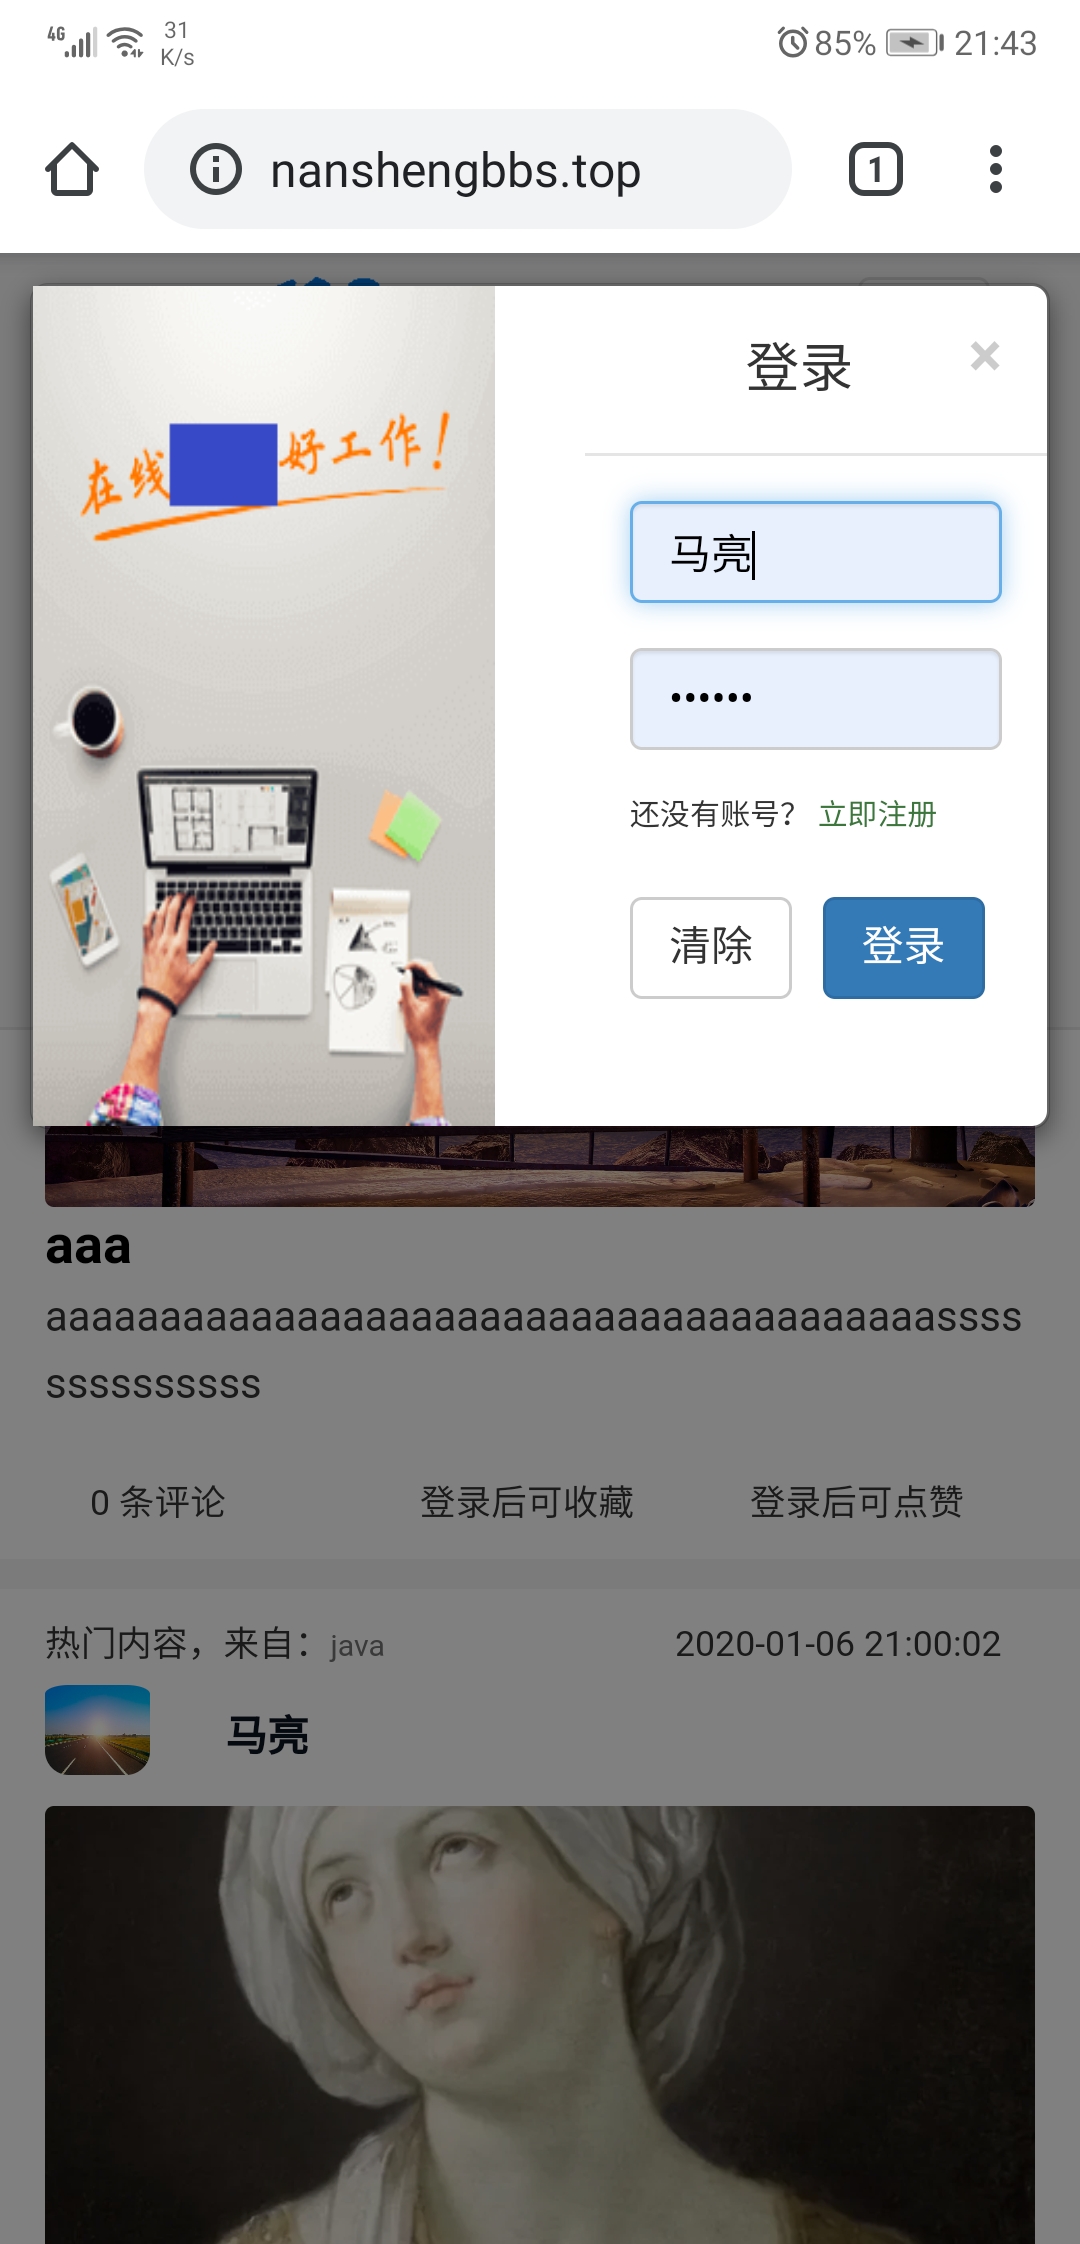 4G 31 K/s 85% 21:43
nanshengbbs.top 1
登录 ×
在线 好工作!
马亮
••••••
还没有账号? 立即注册
清除 登录
aaa
aaaaaaaaaaaaaaaaaaaaaaaaaaaaaaaaaaaaaaassss
ssssssssss
0 条评论 登录后可收藏 登录后可点赞
热门内容，来自：java 2020-01-06 21:00:02
马亮